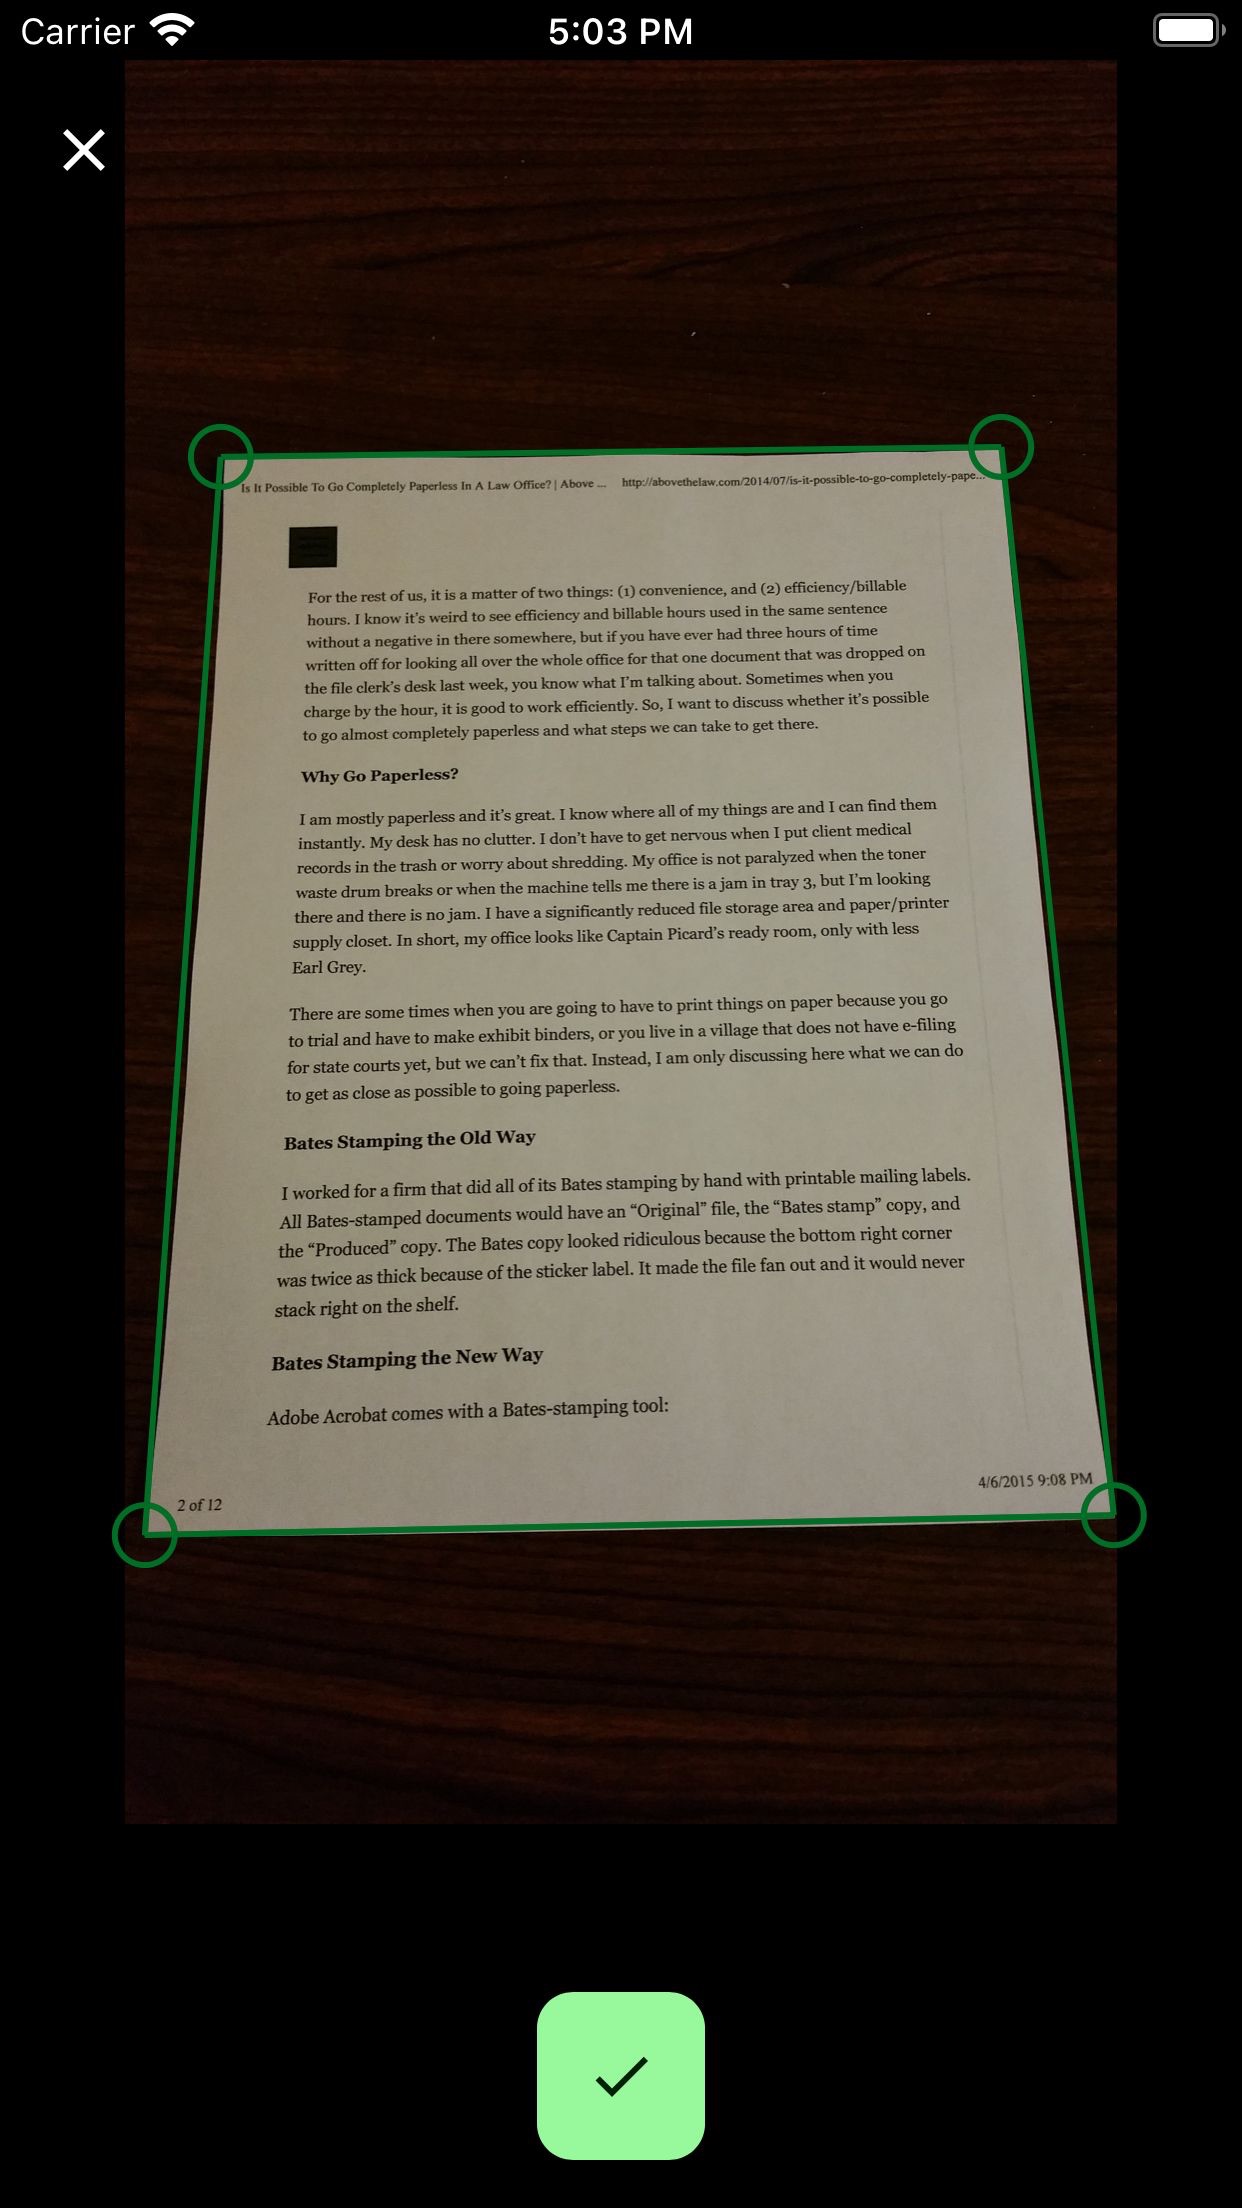 Carrier 5:03 PM
Is It Possible To Go Completely Paperless In A Law Office? | Above ... http://abovethelaw.com/2014/07/is-it-possible-to-go-completely-pape...
For the rest of us, it is a matter of two things: (1) convenience, and (2) efficiency/billable
hours. I know it's weird to see efficiency and billable hours used in the same sentence
without a negative in there somewhere, but if you have ever had three hours of time
written off for looking all over the whole office for that one document that was dropped on
the file clerk's desk last week, you know what I'm talking about. Sometimes when you
charge by the hour, it is good to work efficiently. So, I want to discuss whether it's possible
to go almost completely paperless and what steps we can take to get there.
Why Go Paperless?
I am mostly paperless and it's great. I know where all of my things are and I can find them
instantly. My desk has no clutter. I don't have to get nervous when I put client medical
records in the trash or worry about shredding. My office is not paralyzed when the toner
waste drum breaks or when the machine tells me there is a jam in tray 3, but I'm looking
there and there is no jam. I have a significantly reduced file storage area and paper/printer
supply closet. In short, my office looks like Captain Picard's ready room, only with less
Earl Grey.
There are some times when you are going to have to print things on paper because you go
to trial and have to make exhibit binders, or you live in a village that does not have e-filing
for state courts yet, but we can't fix that. Instead, I am only discussing here what we can do
to get as close as possible to going paperless.
Bates Stamping the Old Way
I worked for a firm that did all of its Bates stamping by hand with printable mailing labels.
All Bates-stamped documents would have an “Original” file, the “Bates stamp” copy, and
the “Produced” copy. The Bates copy looked ridiculous because the bottom right corner
was twice as thick because of the sticker label. It made the file fan out and it would never
stack right on the shelf.
Bates Stamping the New Way
Adobe Acrobat comes with a Bates-stamping tool:
2 of 12 4/6/2015 9:08 PM